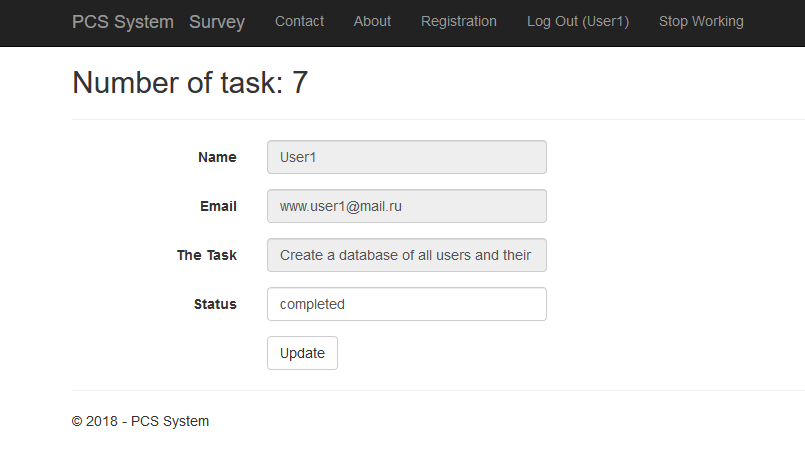 PCS System Survey Contact About Registration Log Out (User1) Stop Working
Number of task: 7
Name User1
Email www.user1@mail.ru
The Task Create a database of all users and their
Status completed
Update
© 2018 - PCS System